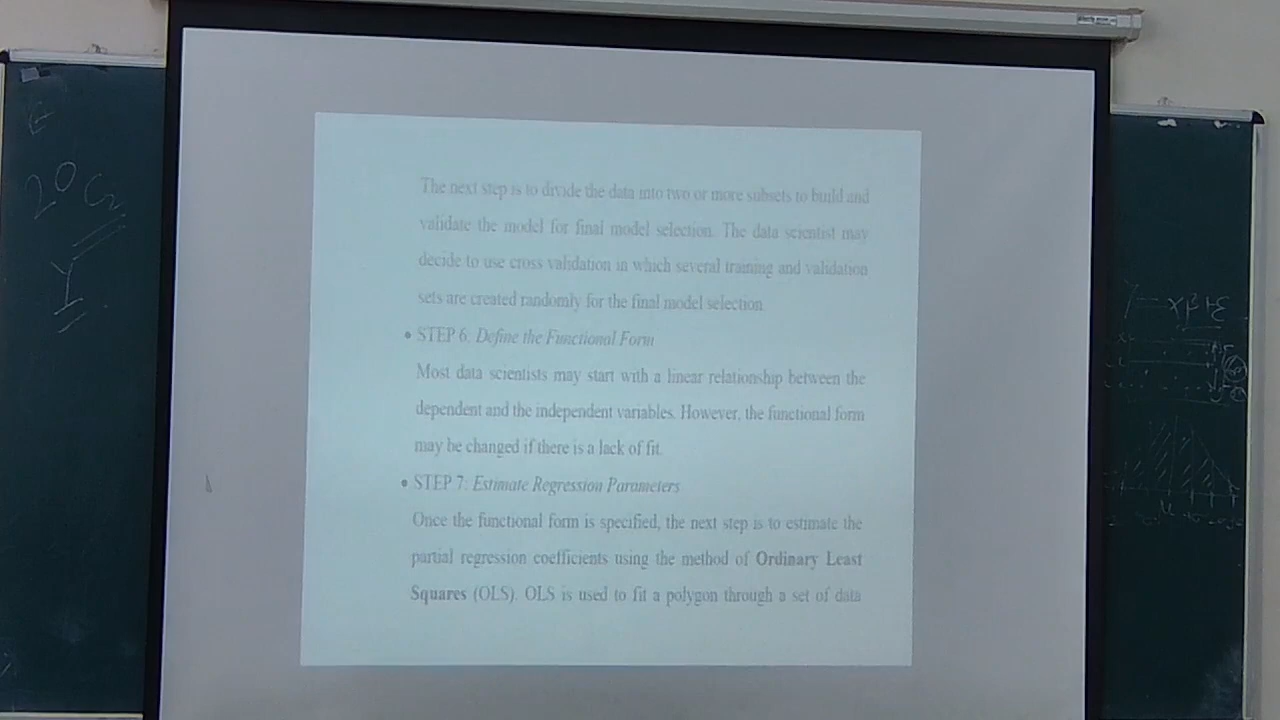 The next step is to divide the data into two or more subsets to build and
validate the model for final model selection. The data scientist may
decide to use cross validation in which several training and validation
sets are created randomly for the final model selection.
• STEP 6: Define the Functional Form
Most data scientists may start with a linear relationship between the
dependent and the independent variables. However, the functional form
may be changed if there is a lack of fit.
• STEP 7: Estimate Regression Parameters
Once the functional form is specified, the next step is to estimate the
partial regression coefficients using the method of Ordinary Least
Squares (OLS). OLS is used to fit a polygon through a set of data
20C2
Y
Y = Xβ+ε